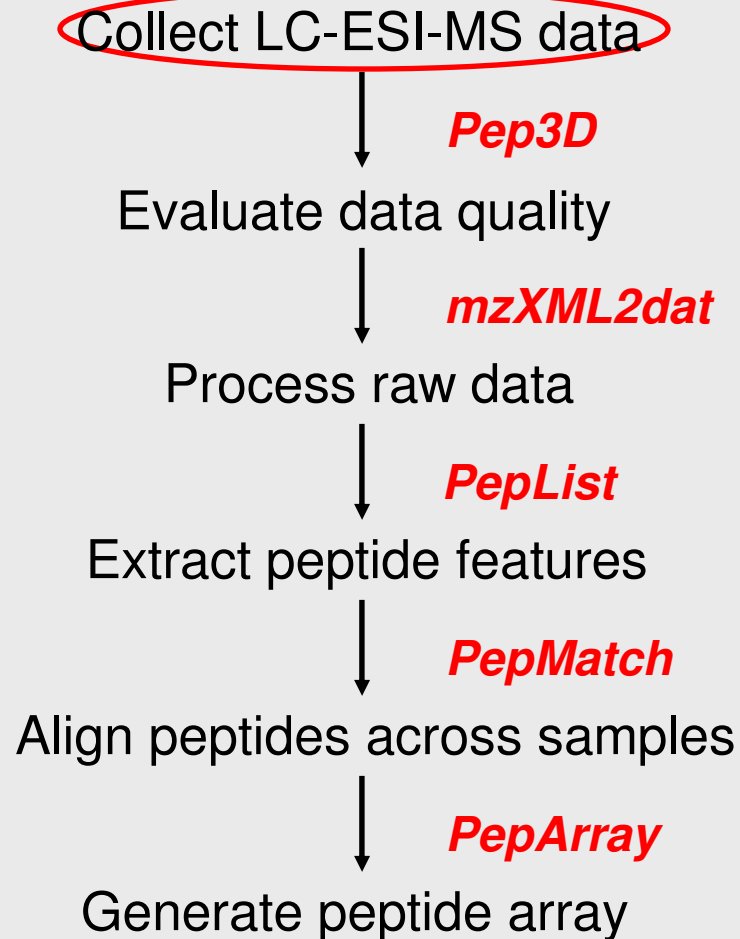 Collect LC-ESI-MS data
Pep3D
Evaluate data quality
mzXML2dat
Process raw data
PepList
Extract peptide features
PepMatch
Align peptides across samples
PepArray
Generate peptide array